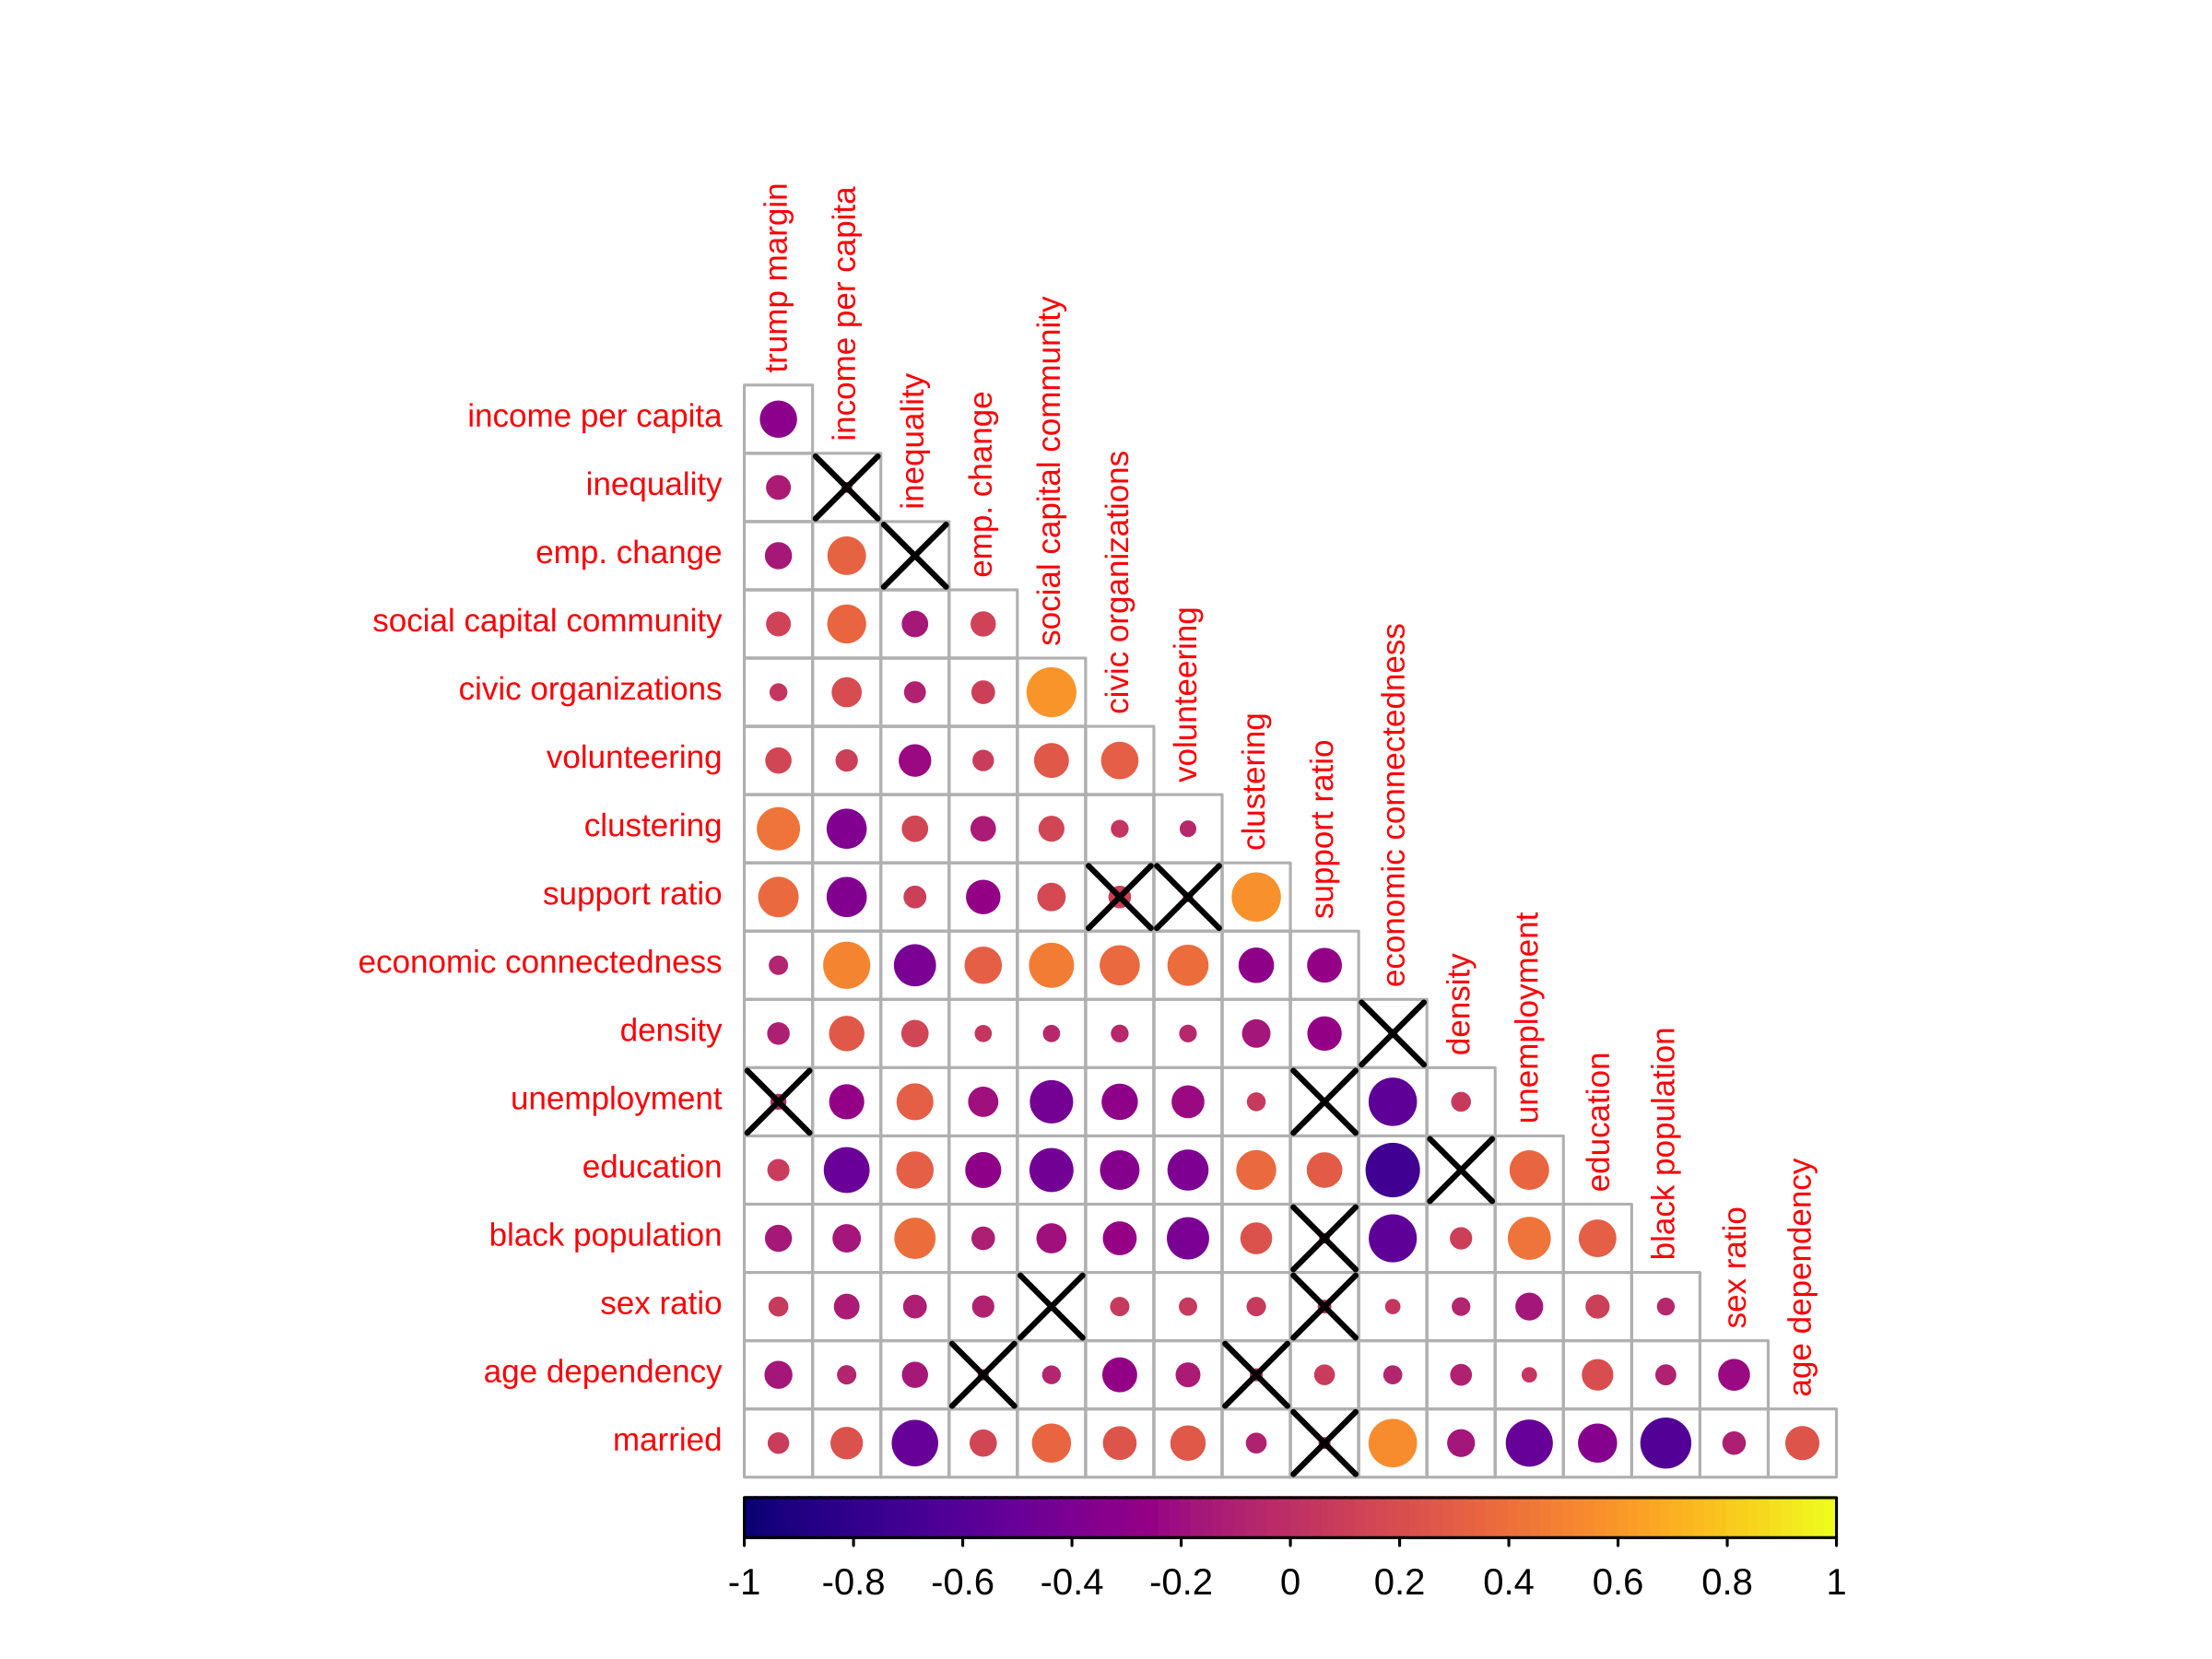 trump margin
income per capita
inequality
emp. change
social capital community
civic organizations
volunteering
clustering
support ratio
economic connectedness
density
unemployment
education
black population
sex ratio
age dependency
income per capita
inequality
emp. change
social capital community
civic organizations
volunteering
clustering
support ratio
economic connectedness
density
unemployment
education
black population
sex ratio
age dependency
married
-1 -0.8 -0.6 -0.4 -0.2 0 0.2 0.4 0.6 0.8 1